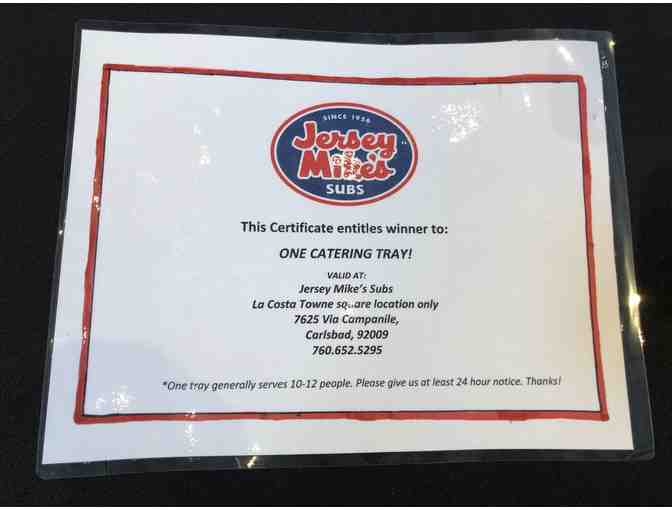 SINCE 1956
Jersey
Mike's
SUBS
This Certificate entitles winner to:
ONE CATERING TRAY!
VALID AT:
Jersey Mike's Subs
La Costa Towne square location only
7625 Via Campanile,
Carlsbad, 92009
760.652.5295
*One tray generally serves 10-12 people. Please give us at least 24 hour notice. Thanks!